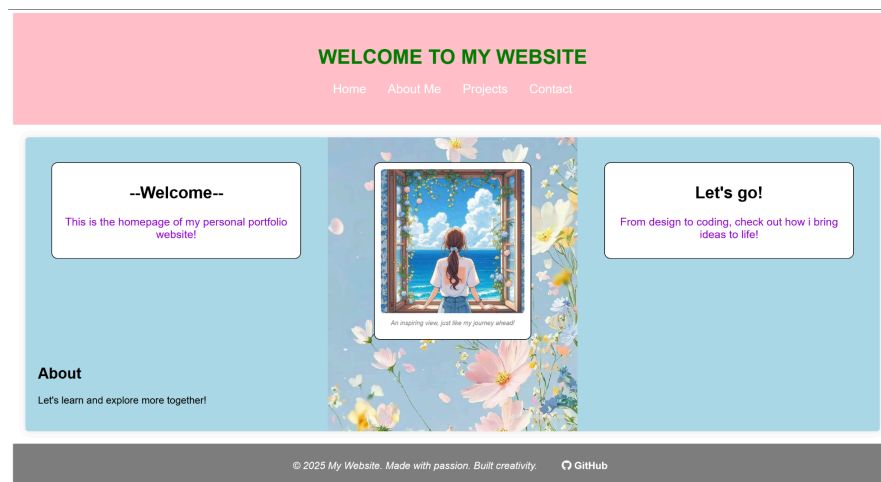 WELCOME TO MY WEBSITE
Home About Me Projects Contact
--Welcome--
This is the homepage of my personal portfolio
website!
An inspiring view, just like my journey ahead!
Let's go!
From design to coding, check out how i bring
ideas to life!
About
Let's learn and explore more together!
© 2025 My Website. Made with passion. Built creativity. GitHub